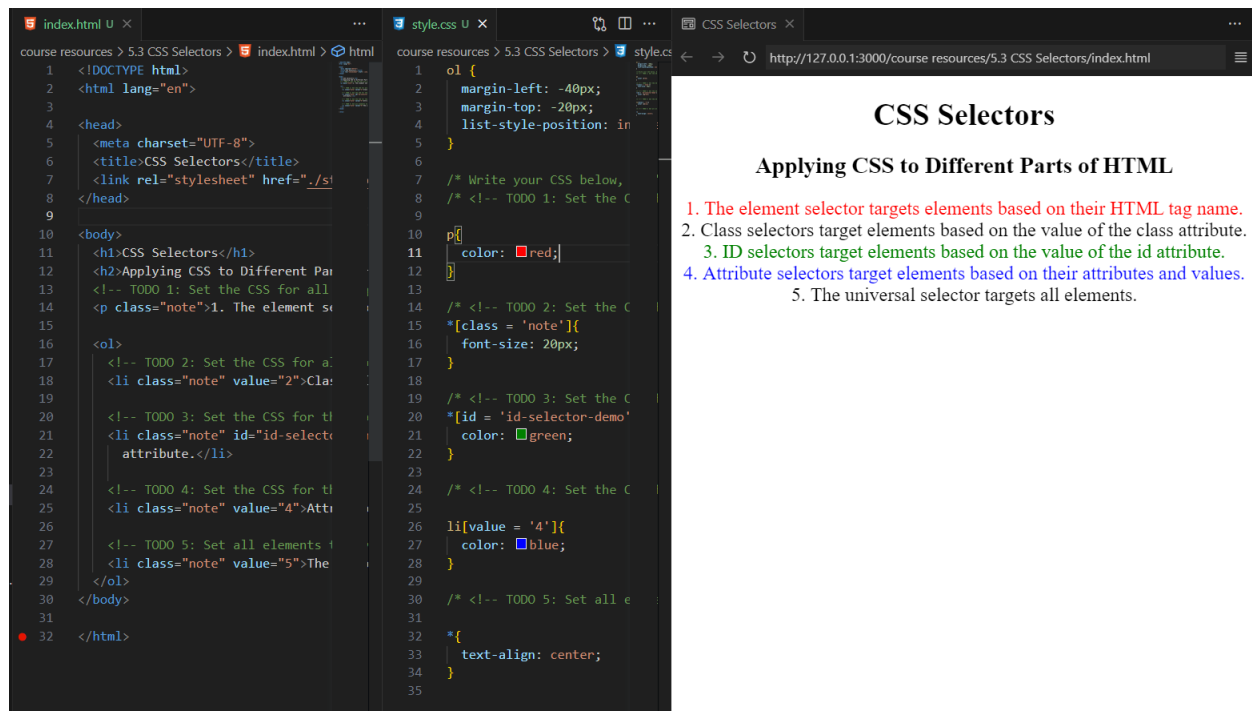 index.html U
course resources > 5.3 CSS Selectors > index.html > html
1 <!DOCTYPE html>
2 <html lang="en">
3
4 <head>
5 <meta charset="UTF-8">
6 <title>CSS Selectors</title>
7 <link rel="stylesheet" href="./st
8 </head>
9
10 <body>
11 <h1>CSS Selectors</h1>
12 <h2>Applying CSS to Different Par
13 <!-- TODO 1: Set the CSS for all
14 <p class="note">1. The element se
15
16 <ol>
17 <!-- TODO 2: Set the CSS for al
18 <li class="note" value="2">Clas
19
20 <!-- TODO 3: Set the CSS for th
21 <li class="note" id="id-selecto
22 attribute.</li>
23
24 <!-- TODO 4: Set the CSS for th
25 <li class="note" value="4">Attr
26
27 <!-- TODO 5: Set all elements t
28 <li class="note" value="5">The
29 </ol>
30 </body>
31
32 </html>
style.css U
course resources > 5.3 CSS Selectors > style.cs
1 ol {
2 margin-left: -40px;
3 margin-top: -20px;
4 list-style-position: in
5 }
6
7 /* Write your CSS below,
8 /* <!-- TODO 1: Set the C
9
10 p{
11 color: red;
12 }
13
14 /* <!-- TODO 2: Set the C
15 *[class = 'note']{
16 font-size: 20px;
17 }
18
19 /* <!-- TODO 3: Set the C
20 *[id = 'id-selector-demo'
21 color: green;
22 }
23
24 /* <!-- TODO 4: Set the C
25
26 li[value = '4']{
27 color: blue;
28 }
29
30 /* <!-- TODO 5: Set all e
31
32 *{
33 text-align: center;
34 }
35
CSS Selectors
http://127.0.0.1:3000/course resources/5.3 CSS Selectors/index.html
CSS Selectors
Applying CSS to Different Parts of HTML
1. The element selector targets elements based on their HTML tag name.
2. Class selectors target elements based on the value of the class attribute.
3. ID selectors target elements based on the value of the id attribute.
4. Attribute selectors target elements based on their attributes and values.
5. The universal selector targets all elements.